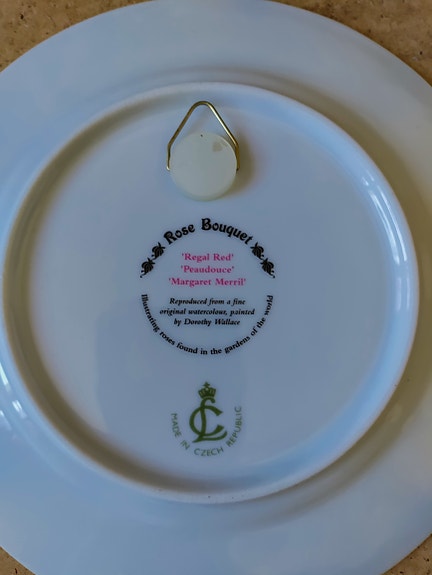 Rose Bouquet
'Regal Red'
'Peaudouce'
'Margaret Merril'
Reproduced from a fine
original watercolour, painted
by Dorothy Wallace
Illustrating roses found in the gardens of the world
CL
MADE IN CZECH REPUBLIC